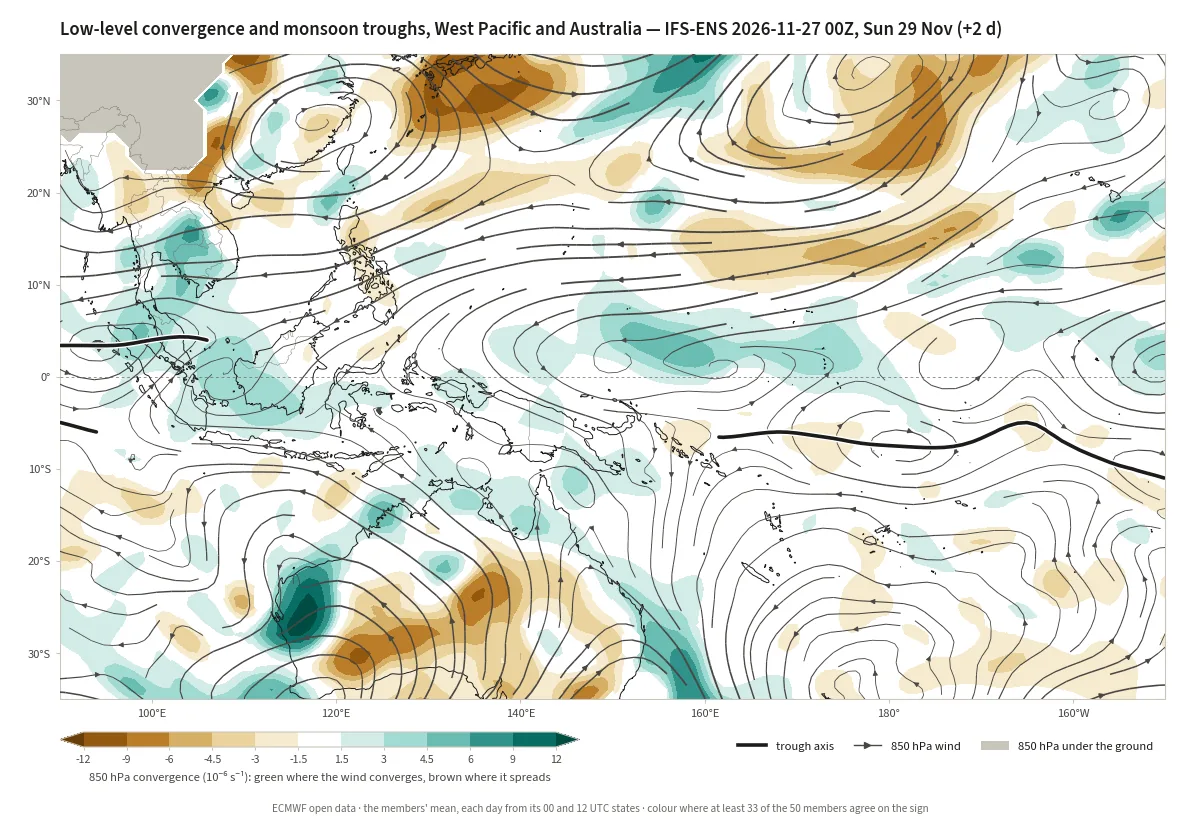 Low-level convergence and monsoon troughs, West Pacific and Australia — IFS-ENS 2026-11-27 00Z, Sun 29 Nov (+2 d)
30°N
20°N
10°N
0°
10°S
20°S
30°S
100°E 120°E 140°E 160°E 180° 160°W
-12 -9 -6 -4.5 -3 -1.5 1.5 3 4.5 6 9 12
850 hPa convergence (10⁻⁶ s⁻¹): green where the wind converges, brown where it spreads
trough axis 850 hPa wind 850 hPa under the ground
ECMWF open data · the members' mean, each day from its 00 and 12 UTC states · colour where at least 33 of the 50 members agree on the sign